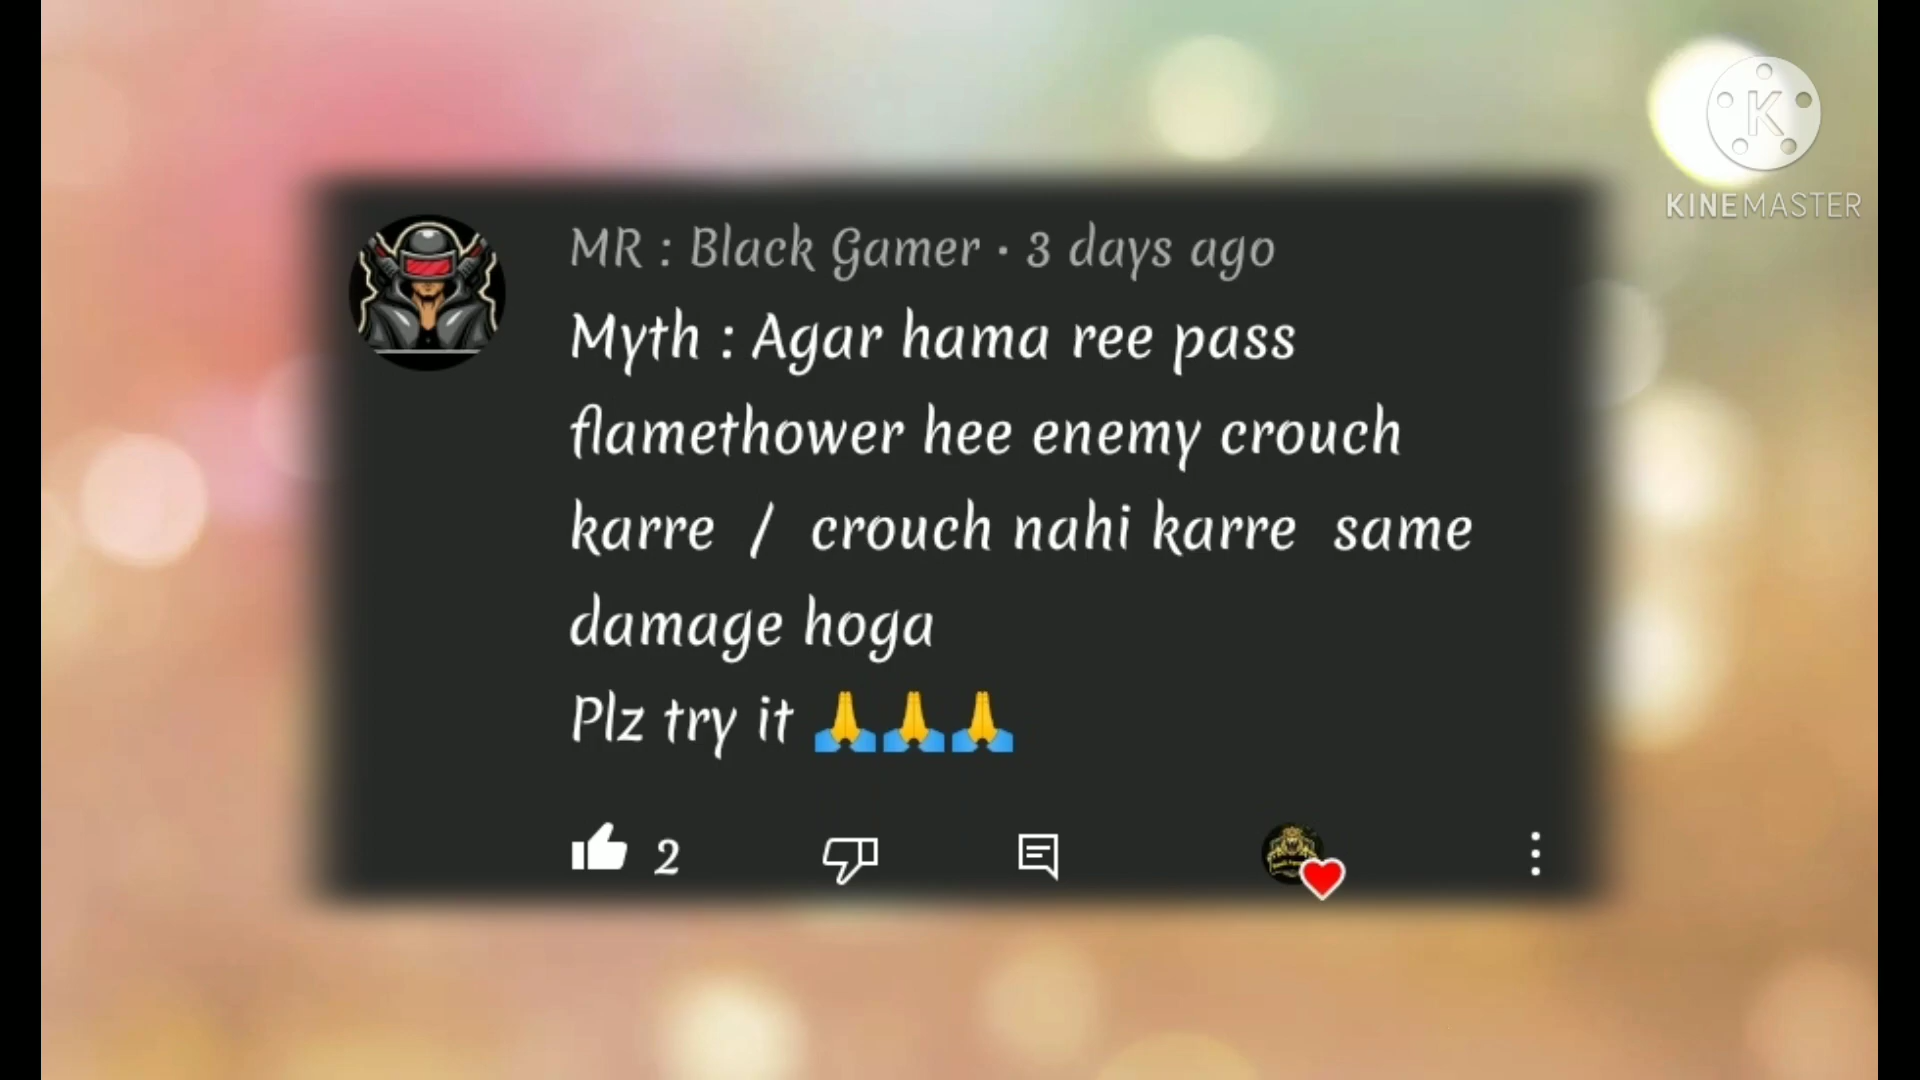 KINEMASTER
MR : Black Gamer • 3 days ago
Myth : Agar hama ree pass
flamethower hee enemy crouch
karre / crouch nahi karre same
damage hoga
Plz try it 🙏🙏🙏
2